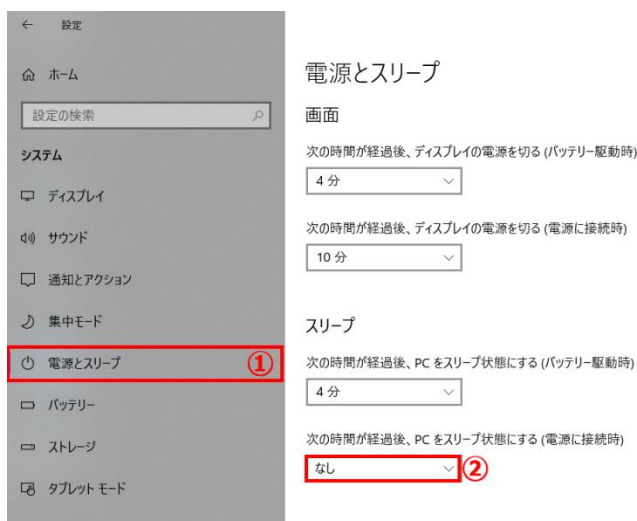 ← 設定
ホーム
設定の検索
システム
ディスプレイ
サウンド
通知とアクション
集中モード
電源とスリープ ①
バッテリー
ストレージ
タブレット モード
電源とスリープ
画面
次の時間が経過後、ディスプレイの電源を切る (バッテリー駆動時)
4 分
次の時間が経過後、ディスプレイの電源を切る (電源に接続時)
10 分
スリープ
次の時間が経過後、PC をスリープ状態にする (バッテリー駆動時)
4 分
次の時間が経過後、PC をスリープ状態にする (電源に接続時)
なし ②